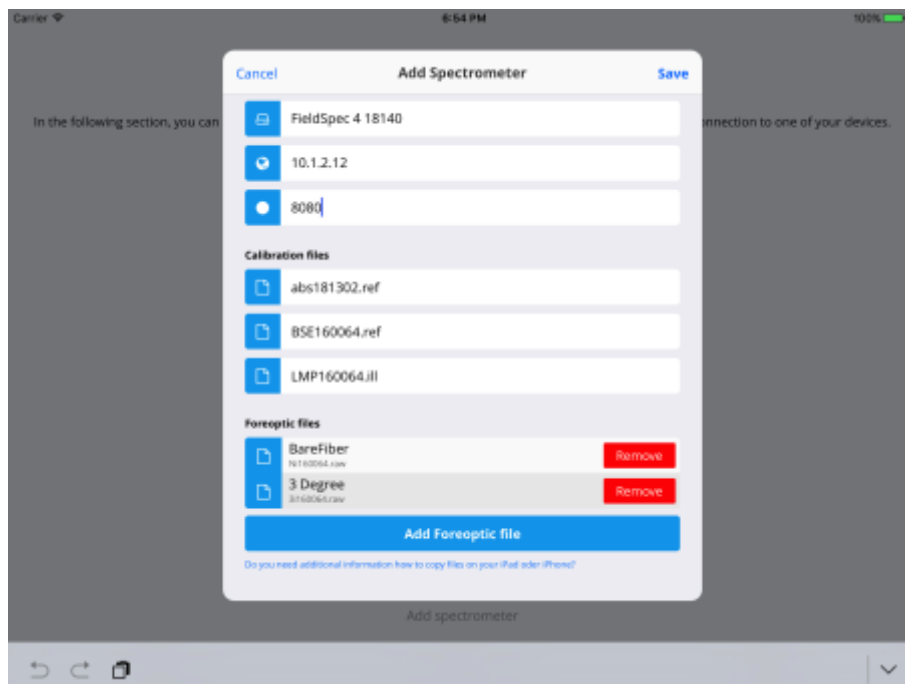 Carrier
6:54 PM
100%
Cancel
Add Spectrometer
Save
In the following section, you can
onnection to one of your devices.
FieldSpec 4 18140
10.1.2.12
8080
Calibration files
abs181302.ref
BSE160064.ref
LMP160064.ill
Foreoptic files
BareFiber
Remove
3 Degree
Remove
Add Foreoptic file
Do you need additional information how to copy files on your iPad oder iPhone?
Add spectrometer